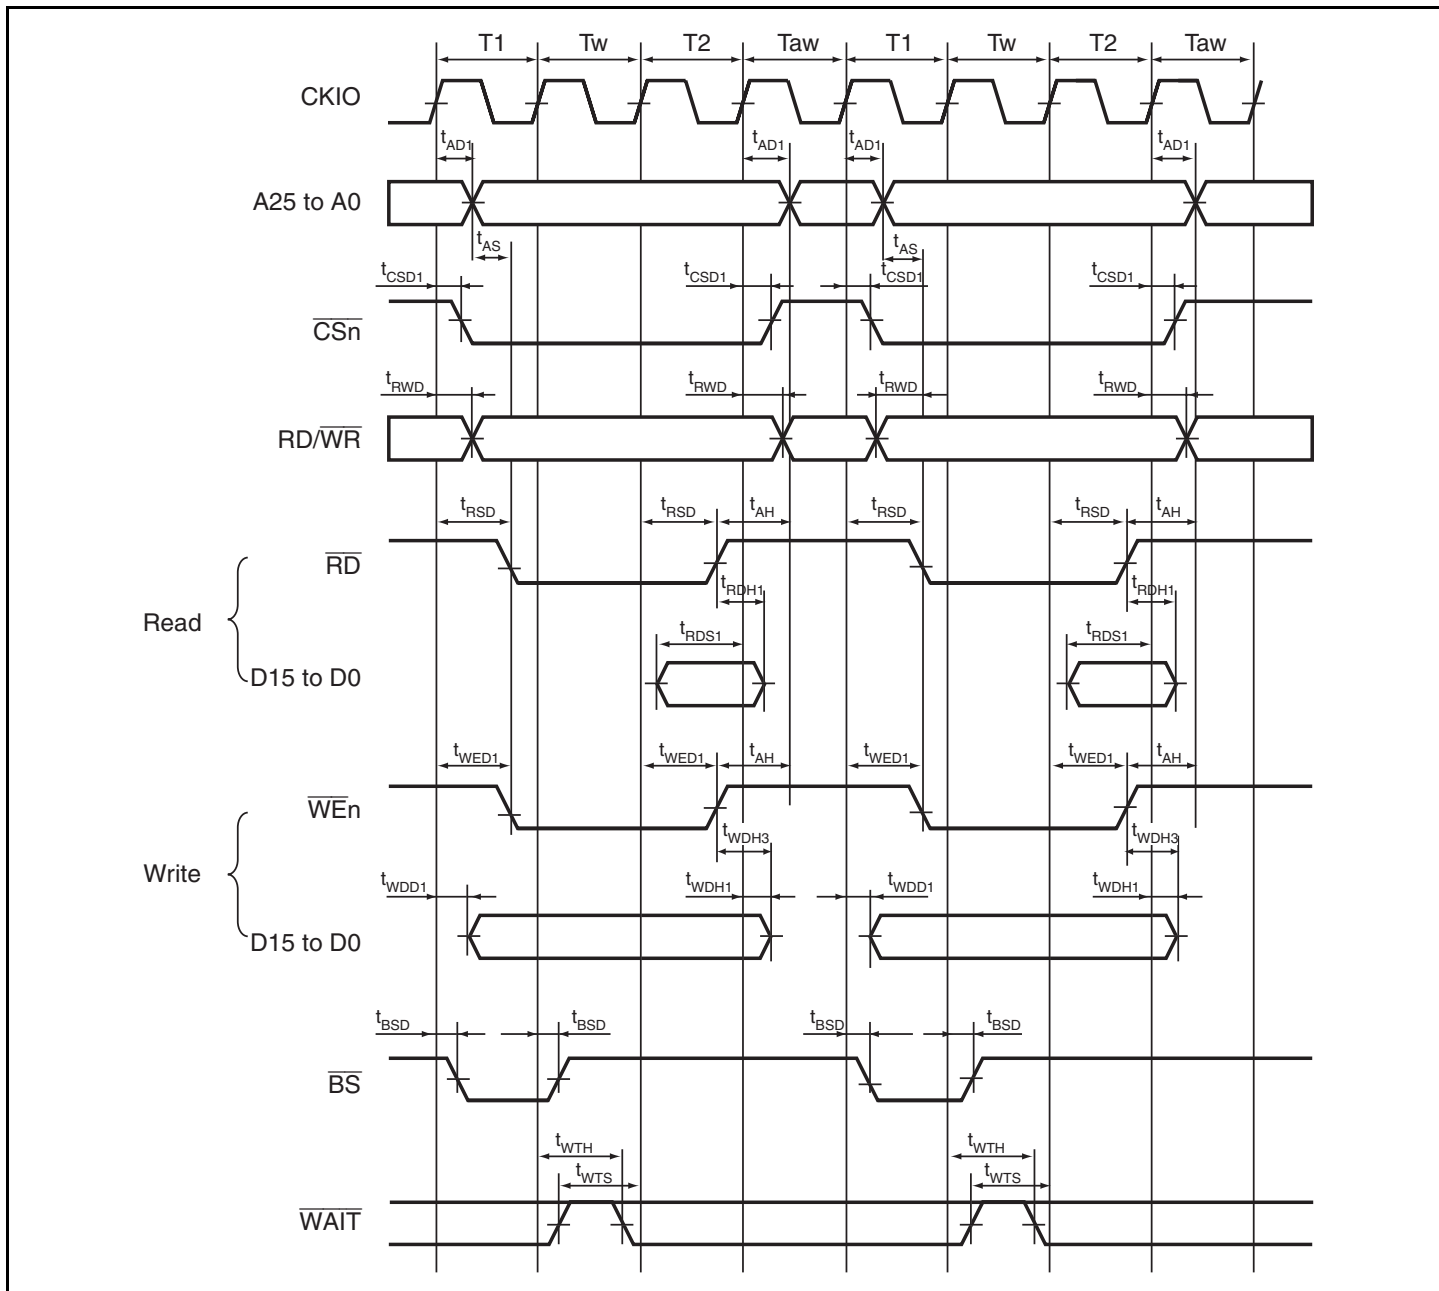 T1 Tw T2 Taw T1 Tw T2 Taw
CKIO
tAD1 tAD1 tAD1 tAD1
A25 to A0
tAS tAS
tCSD1 tCSD1 tCSD1 tCSD1
CSn
tRWD tRWD tRWD tRWD
RD/WR
tRSD tRSD tAH tRSD tRSD tAH
RD
tRDH1 tRDH1
Read
tRDS1 tRDS1
D15 to D0
tWED1 tWED1 tAH tWED1 tWED1 tAH
WEn
tWDH3 tWDH3
Write
tWDD1 tWDH1 tWDD1 tWDH1
D15 to D0
tBSD tBSD tBSD tBSD
BS
tWTH tWTH
tWTS tWTS
WAIT